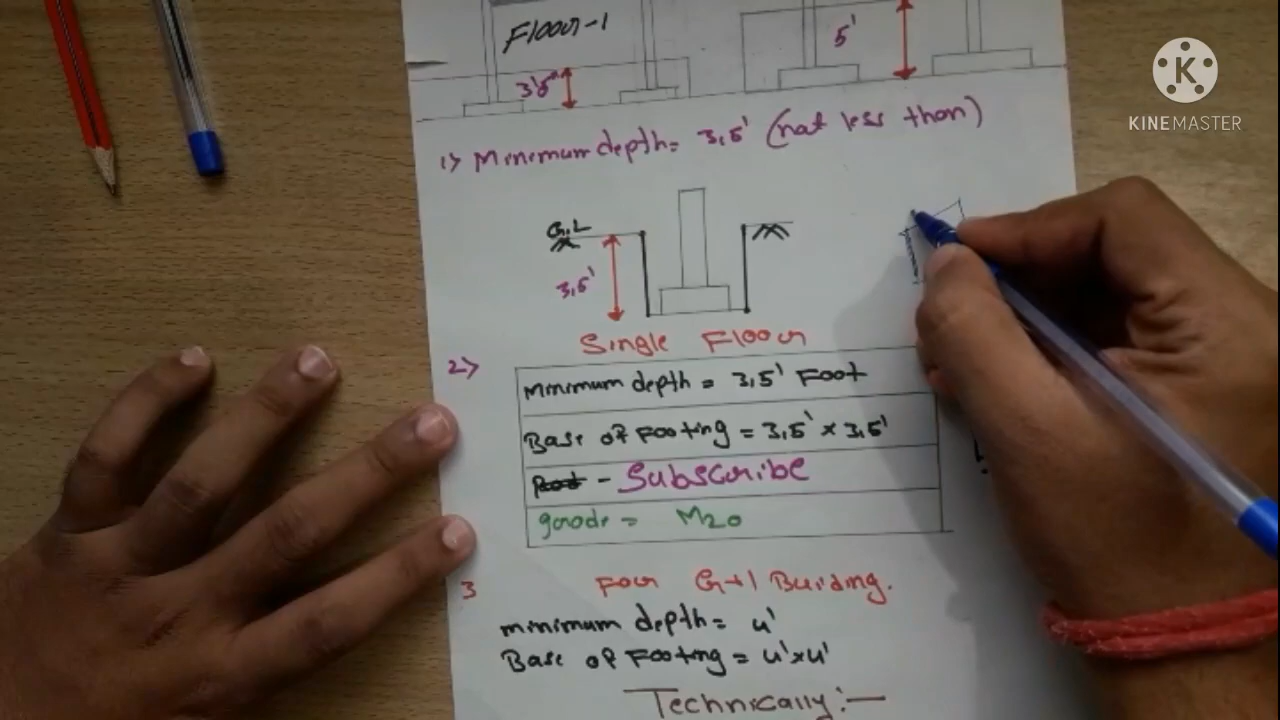 Floor-1
3'5"
5'
K
KINEMASTER
1) Minimum depth = 3,5' (not less than)
G.L
3,5'
Single Floor
2)
Minimum depth = 3,5' Foot
Base of Footing = 3,5' x 3,5'
- Subscribe
grade = M20
3 For G+1 Building.
minimum depth = 4'
Base of Footing = 4'x4'
Technically:-